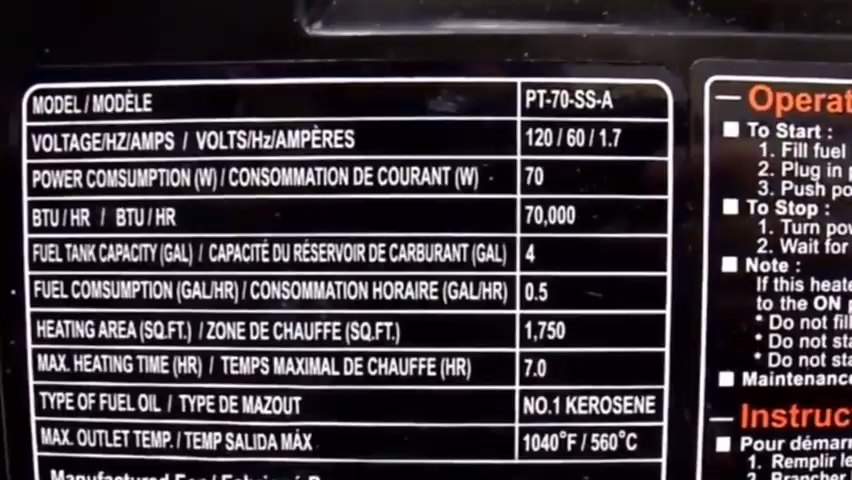 MODEL / MODÈLE PT-70-SS-A
VOLTAGE/HZ/AMPS / VOLTS/Hz/AMPÈRES 120 / 60 / 1.7
POWER COMSUMPTION (W) / CONSOMMATION DE COURANT (W) 70
BTU / HR / BTU / HR 70,000
FUEL TANK CAPACITY (GAL) / CAPACITÉ DU RÉSERVOIR DE CARBURANT (GAL) 4
FUEL COMSUMPTION (GAL/HR) / CONSOMMATION HORAIRE (GAL/HR) 0.5
HEATING AREA (SQ.FT.) / ZONE DE CHAUFFE (SQ.FT.) 1,750
MAX. HEATING TIME (HR) / TEMPS MAXIMAL DE CHAUFFE (HR) 7.0
TYPE OF FUEL OIL / TYPE DE MAZOUT NO.1 KEROSENE
MAX. OUTLET TEMP. / TEMP SALIDA MÁX 1040°F / 560°C
Manufactured For /
Operat
To Start :
1. Fill fuel
2. Plug in
3. Push po
To Stop :
1. Turn pow
2. Wait for
Note :
If this heate
to the ON
* Do not fill
* Do not sta
* Do not sta
Maintenance
Instruc
Pour démarr
1. Remplir le
2. Brancher